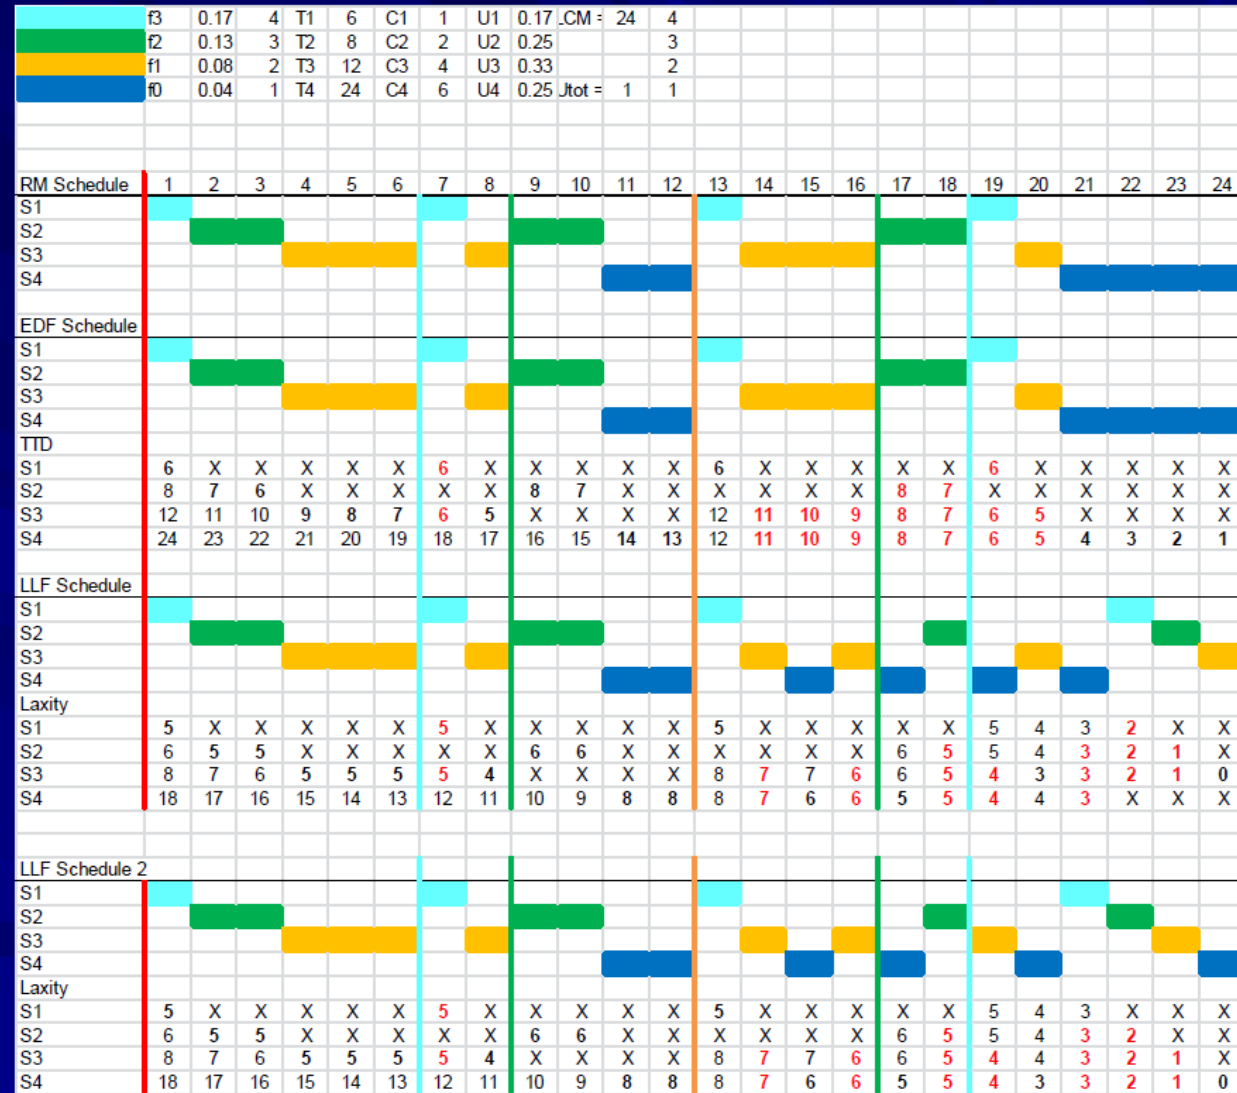 f3 0.17 4 T1 6 C1 1 U1 0.17 LCM = 24 4
f2 0.13 3 T2 8 C2 2 U2 0.25 3
f1 0.08 2 T3 12 C3 4 U3 0.33 2
f0 0.04 1 T4 24 C4 6 U4 0.25 Jtot = 1 1
RM Schedule 1 2 3 4 5 6 7 8 9 10 11 12 13 14 15 16 17 18 19 20 21 22 23 24
S1
S2
S3
S4
EDF Schedule
S1
S2
S3
S4
TTD
S1 6 X X X X X 6 X X X X X 6 X X X X X 6 X X X X X
S2 8 7 6 X X X X X 8 7 X X X X X X 8 7 X X X X X X
S3 12 11 10 9 8 7 6 5 X X X X 12 11 10 9 8 7 6 5 X X X X
S4 24 23 22 21 20 19 18 17 16 15 14 13 12 11 10 9 8 7 6 5 4 3 2 1
LLF Schedule
S1
S2
S3
S4
Laxity
S1 5 X X X X X 5 X X X X X 5 X X X X X 5 4 3 2 X X
S2 6 5 5 X X X X X 6 6 X X X X X X 6 5 5 4 3 2 1 X
S3 8 7 6 5 5 5 5 4 X X X X 8 7 7 6 6 5 4 3 3 2 1 0
S4 18 17 16 15 14 13 12 11 10 9 8 8 8 7 6 6 5 5 4 4 3 X X X
LLF Schedule 2
S1
S2
S3
S4
Laxity
S1 5 X X X X X 5 X X X X X 5 X X X X X 5 4 3 X X X
S2 6 5 5 X X X X X 6 6 X X X X X X 6 5 5 4 3 2 X X
S3 8 7 6 5 5 5 5 4 X X X X 8 7 7 6 6 5 4 4 3 2 1 X
S4 18 17 16 15 14 13 12 11 10 9 8 8 8 7 6 6 5 5 4 3 3 2 1 0